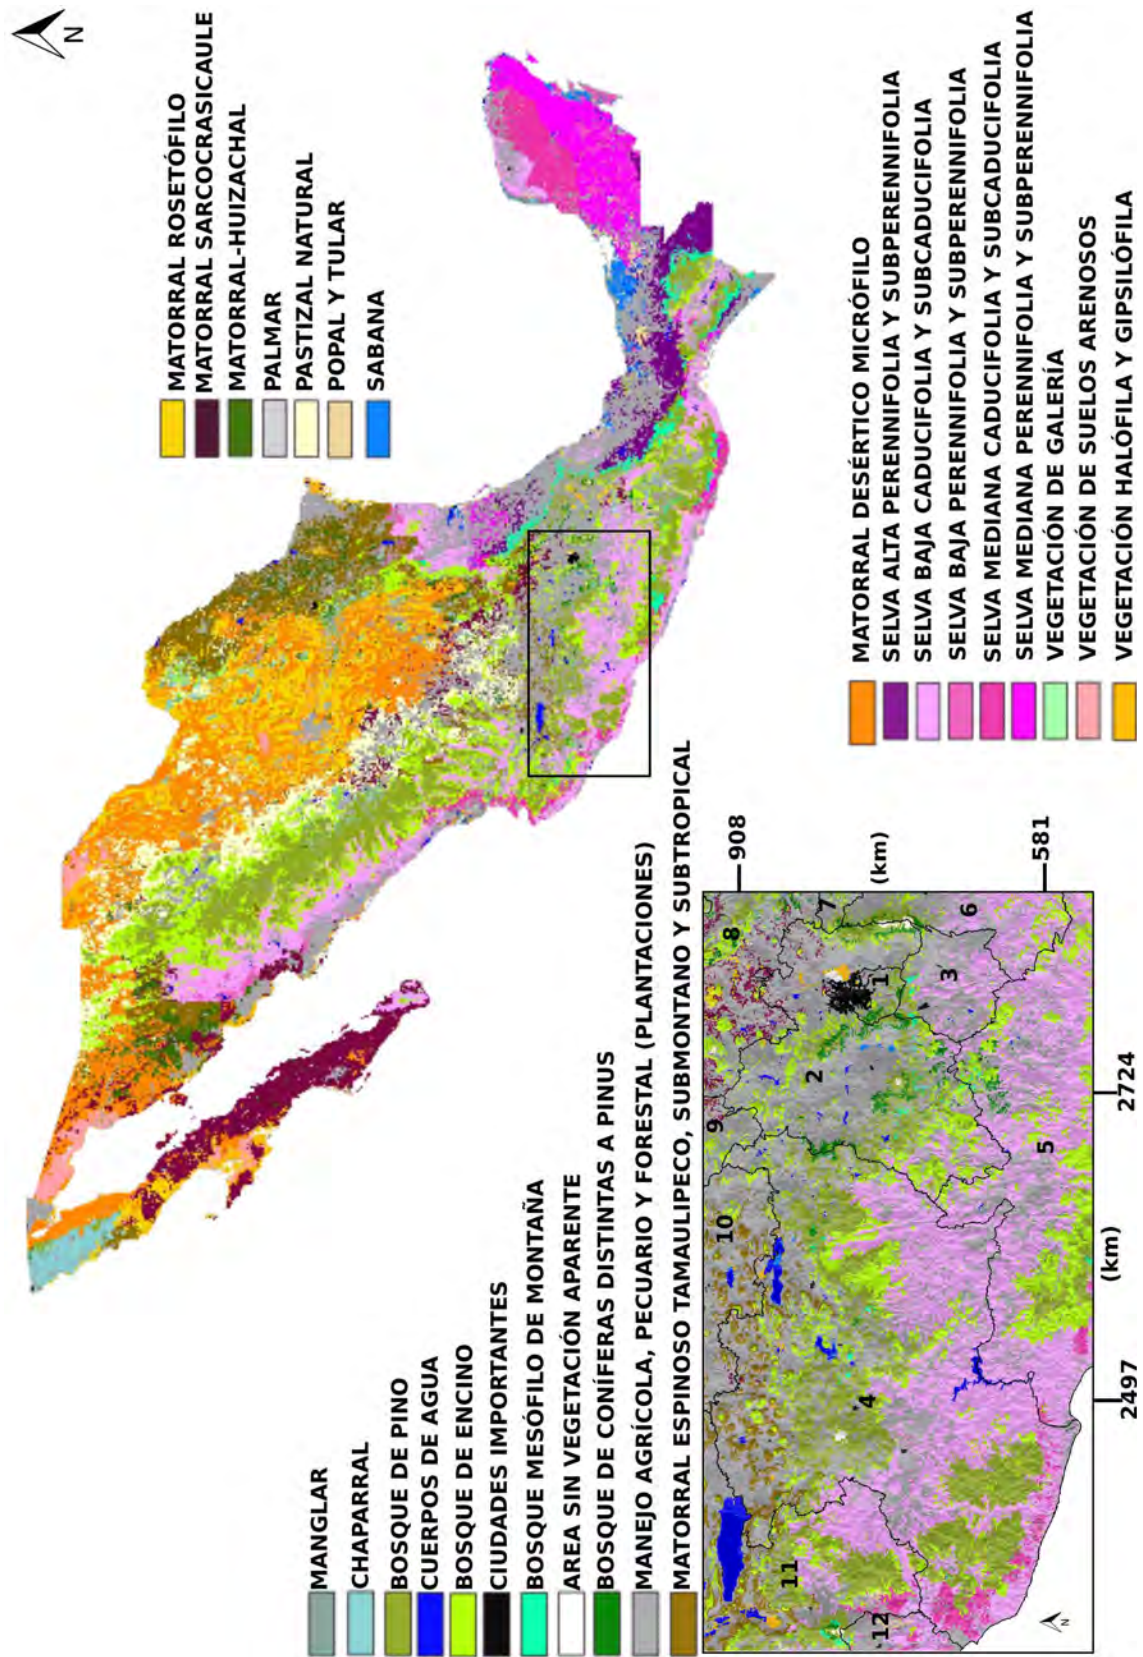 N
MATORRAL ROSETÓFILO
MATORRAL SARCOCRASICAULE
MATORRAL-HUIZACHAL
PALMAR
PASTIZAL NATURAL
POPAL Y TULAR
SABANA
MANGLAR
CHAPARRAL
BOSQUE DE PINO
CUERPOS DE AGUA
BOSQUE DE ENCINO
CIUDADES IMPORTANTES
BOSQUE MESÓFILO DE MONTAÑA
AREA SIN VEGETACIÓN APARENTE
BOSQUE DE CONÍFERAS DISTINTAS A PINUS
MANEJO AGRÍCOLA, PECUARIO Y FORESTAL (PLANTACIONES)
MATORRAL ESPINOSO TAMAULIPECO, SUBMONTANO Y SUBTROPICAL
MATORRAL DESÉRTICO MICRÓFILO
SELVA ALTA PERENNIFOLIA Y SUBPERENNIFOLIA
SELVA BAJA CADUCIFOLIA Y SUBCADUCIFOLIA
SELVA BAJA PERENNIFOLIA Y SUBPERENNIFOLIA
SELVA MEDIANA CADUCIFOLIA Y SUBCADUCIFOLIA
SELVA MEDIANA PERENNIFOLIA Y SUBPERENNIFOLIA
VEGETACIÓN DE GALERÍA
VEGETACIÓN DE SUELOS ARENOSOS
VEGETACIÓN HALÓFILA Y GIPSÓFILA
908
(km)
581
2497
(km)
2724
1
2
3
4
5
6
7
8
9
10
11
12
N